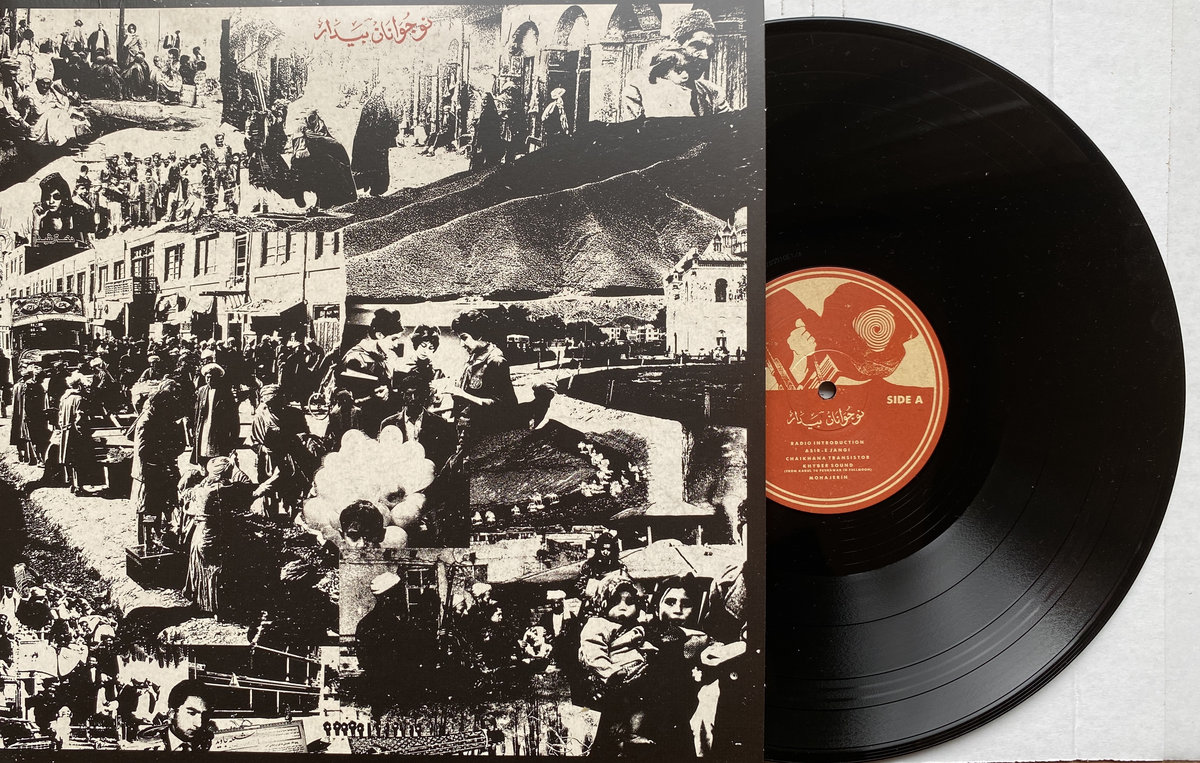 نوجوانان بیدار
SIDE A
نوجوانان بیدار
RADIO INTRODUCTION
ASIR-E JANGI
CHAIKHANA TRANSISTOR
KHYBER SOUND
(FROM KABUL TO PESHAWAR IN FULLMOON)
MOHAJERIN